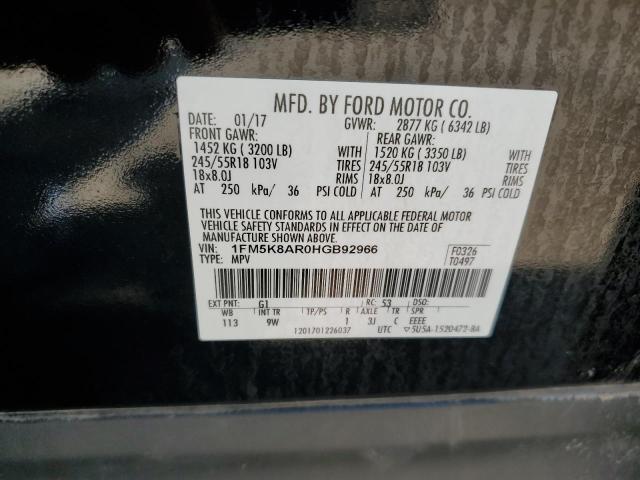 MFD. BY FORD MOTOR CO.
DATE: 01/17 GVWR: 2877 KG ( 6342 LB)
FRONT GAWR: REAR GAWR:
1452 KG ( 3200 LB) WITH 1520 KG ( 3350 LB) WITH
245/55R18 103V TIRES 245/55R18 103V TIRES
18x8.0J RIMS 18x8.0J RIMS
AT 250 kPa/ 36 PSI COLD AT 250 kPa/ 36 PSI COLD
THIS VEHICLE CONFORMS TO ALL APPLICABLE FEDERAL MOTOR
VEHICLE SAFETY STANDARDS IN EFFECT ON THE DATE OF
MANUFACTURE SHOWN ABOVE.
VIN: 1FM5K8AR0HGB92966 F0326
TYPE: MPV T0497
EXT PNT: G1 RC: 53 DSO:
WB INT TR TP/PS R AXLE TR SPR
113 9W 1 3J C EEEE
1201701226037 UTC ▽5U5A-1520472-BA